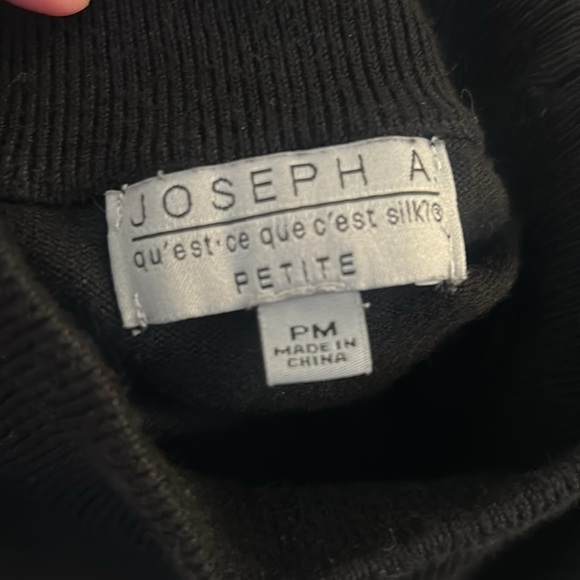 JOSEPH A.
qu'est-ce que c'est silk?®
PETITE
PM
MADE IN
CHINA